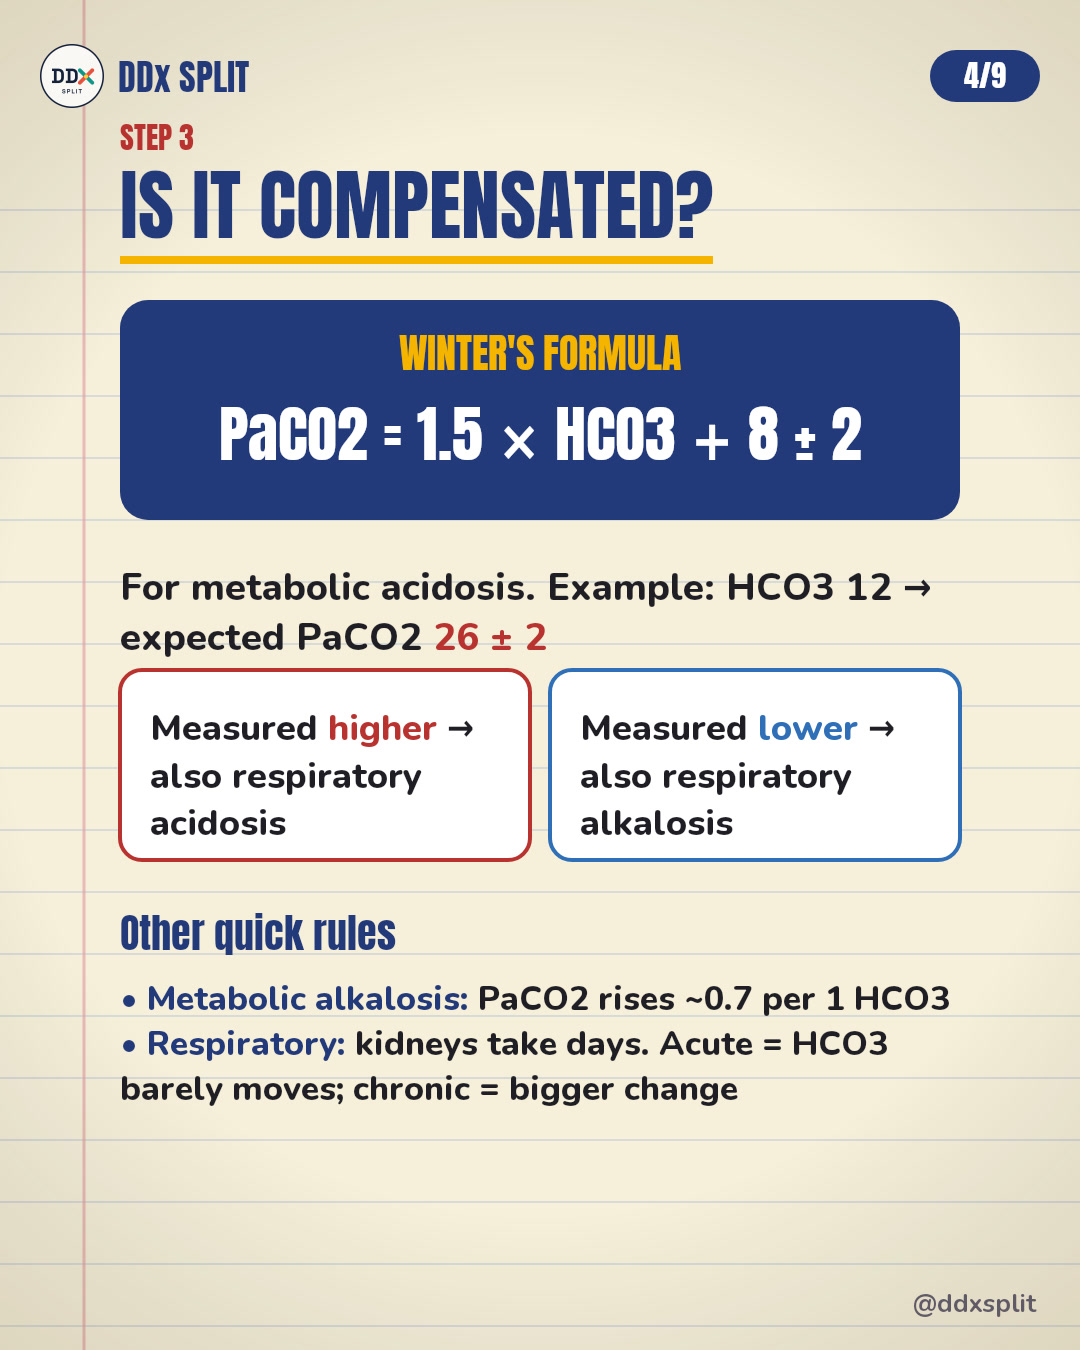 DDX
SPLIT
DDx SPLIT
4/9
STEP 3
IS IT COMPENSATED?
WINTER'S FORMULA
PaCO2 = 1.5 × HCO3 + 8 ± 2
For metabolic acidosis. Example: HCO3 12 →
expected PaCO2 26 ± 2
Measured higher →
also respiratory
acidosis
Measured lower →
also respiratory
alkalosis
Other quick rules
• Metabolic alkalosis: PaCO2 rises ~0.7 per 1 HCO3
• Respiratory: kidneys take days. Acute = HCO3
barely moves; chronic = bigger change
@ddxsplit